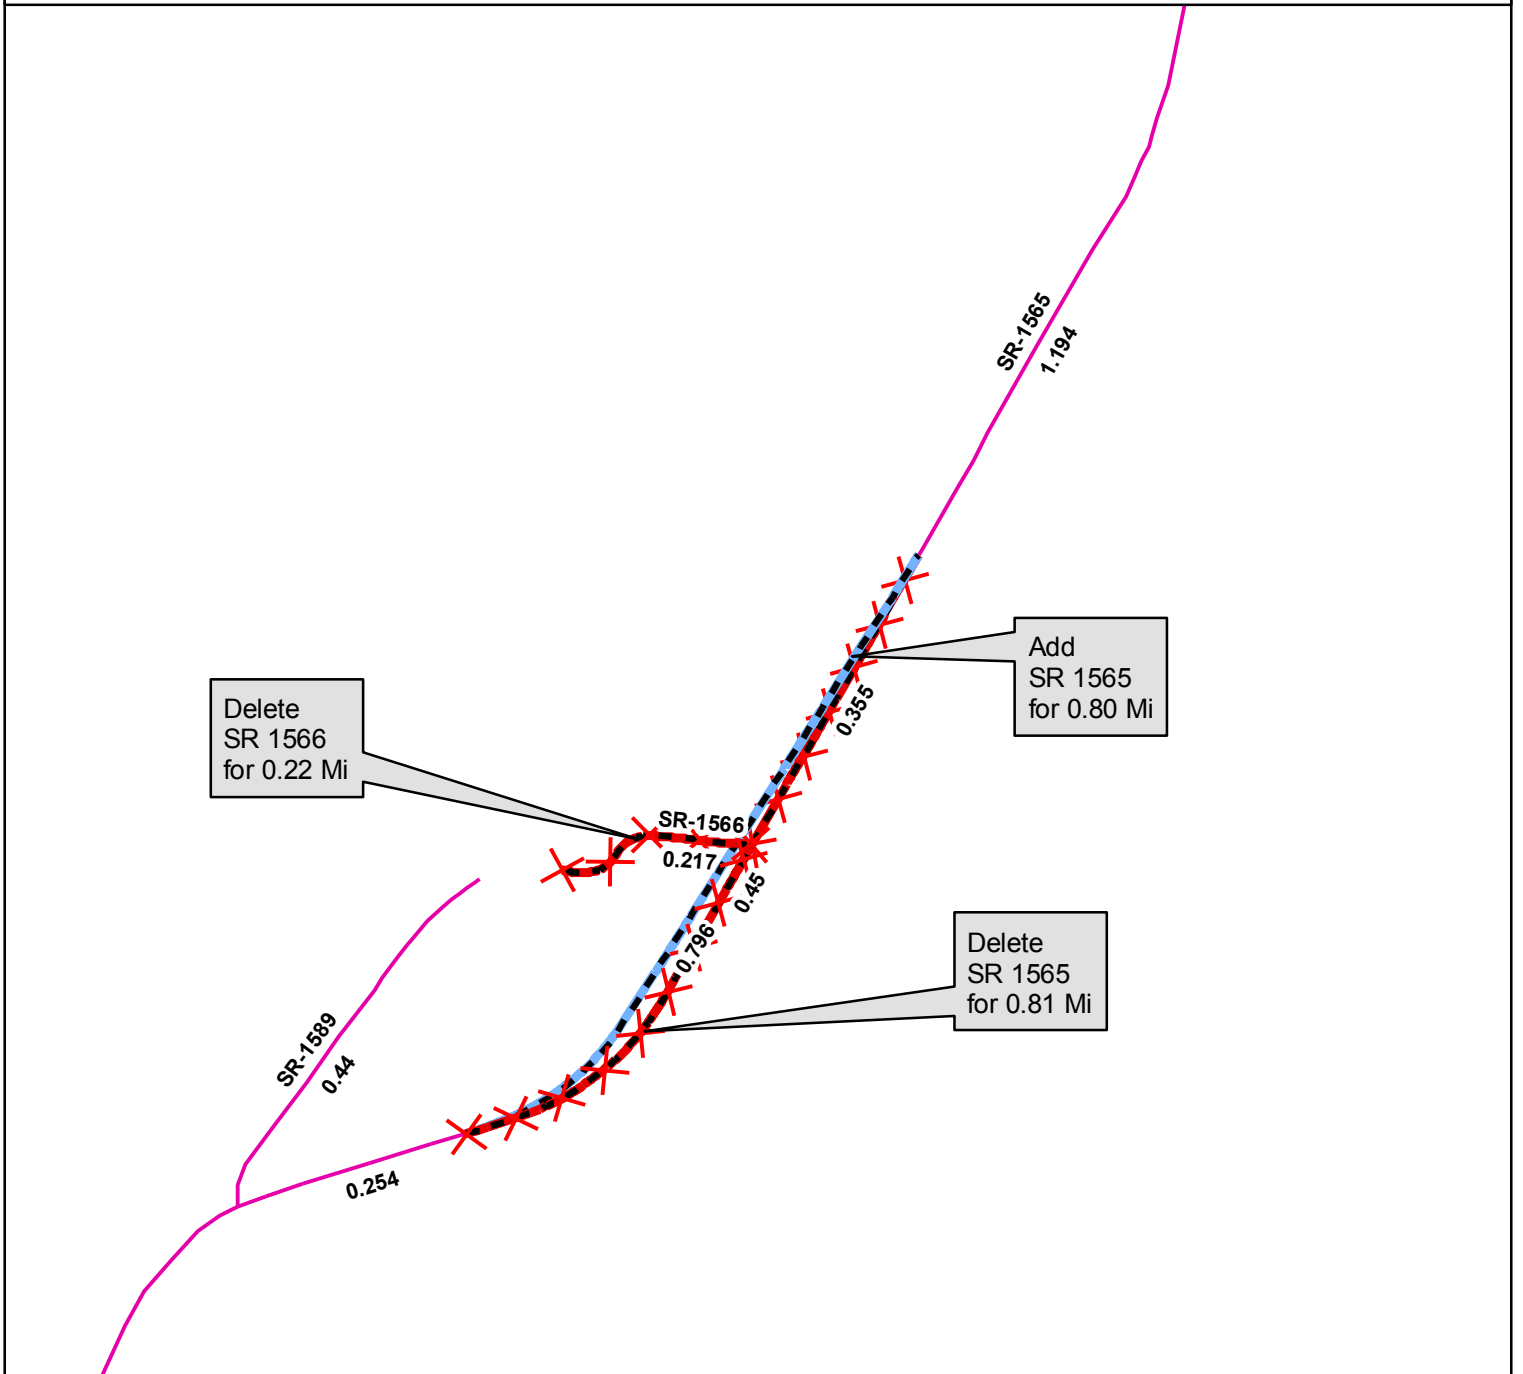 SR-1565
1.194
Add
SR 1565
for 0.80 Mi
0.355
Delete
SR 1566
for 0.22 Mi
SR-1566
0.217
0.45
0.796
Delete
SR 1565
for 0.81 Mi
SR-1589
0.44
0.254